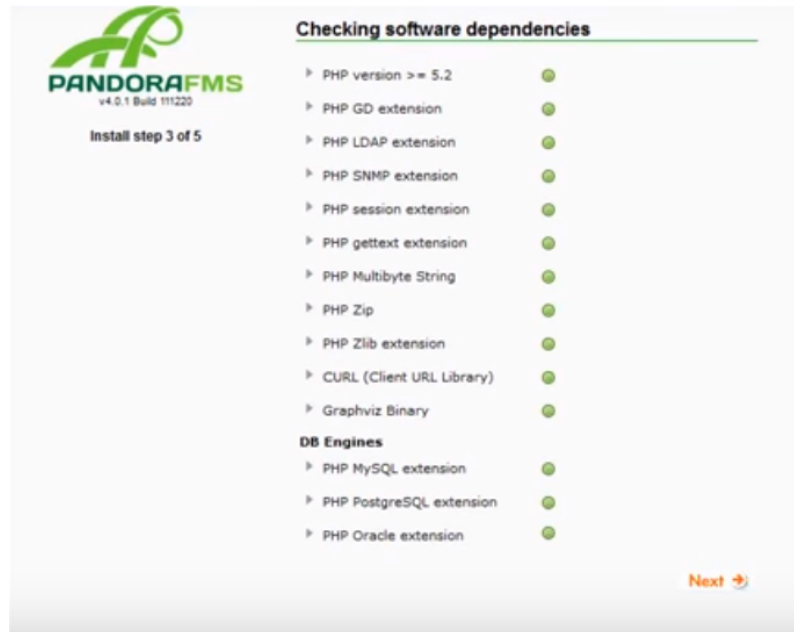 PANDORAFMS
v4.0.1 Build 111220
Install step 3 of 5
Checking software dependencies
PHP version >= 5.2
PHP GD extension
PHP LDAP extension
PHP SNMP extension
PHP session extension
PHP gettext extension
PHP Multibyte String
PHP Zip
PHP Zlib extension
CURL (Client URL Library)
Graphviz Binary
DB Engines
PHP MySQL extension
PHP PostgreSQL extension
PHP Oracle extension
Next